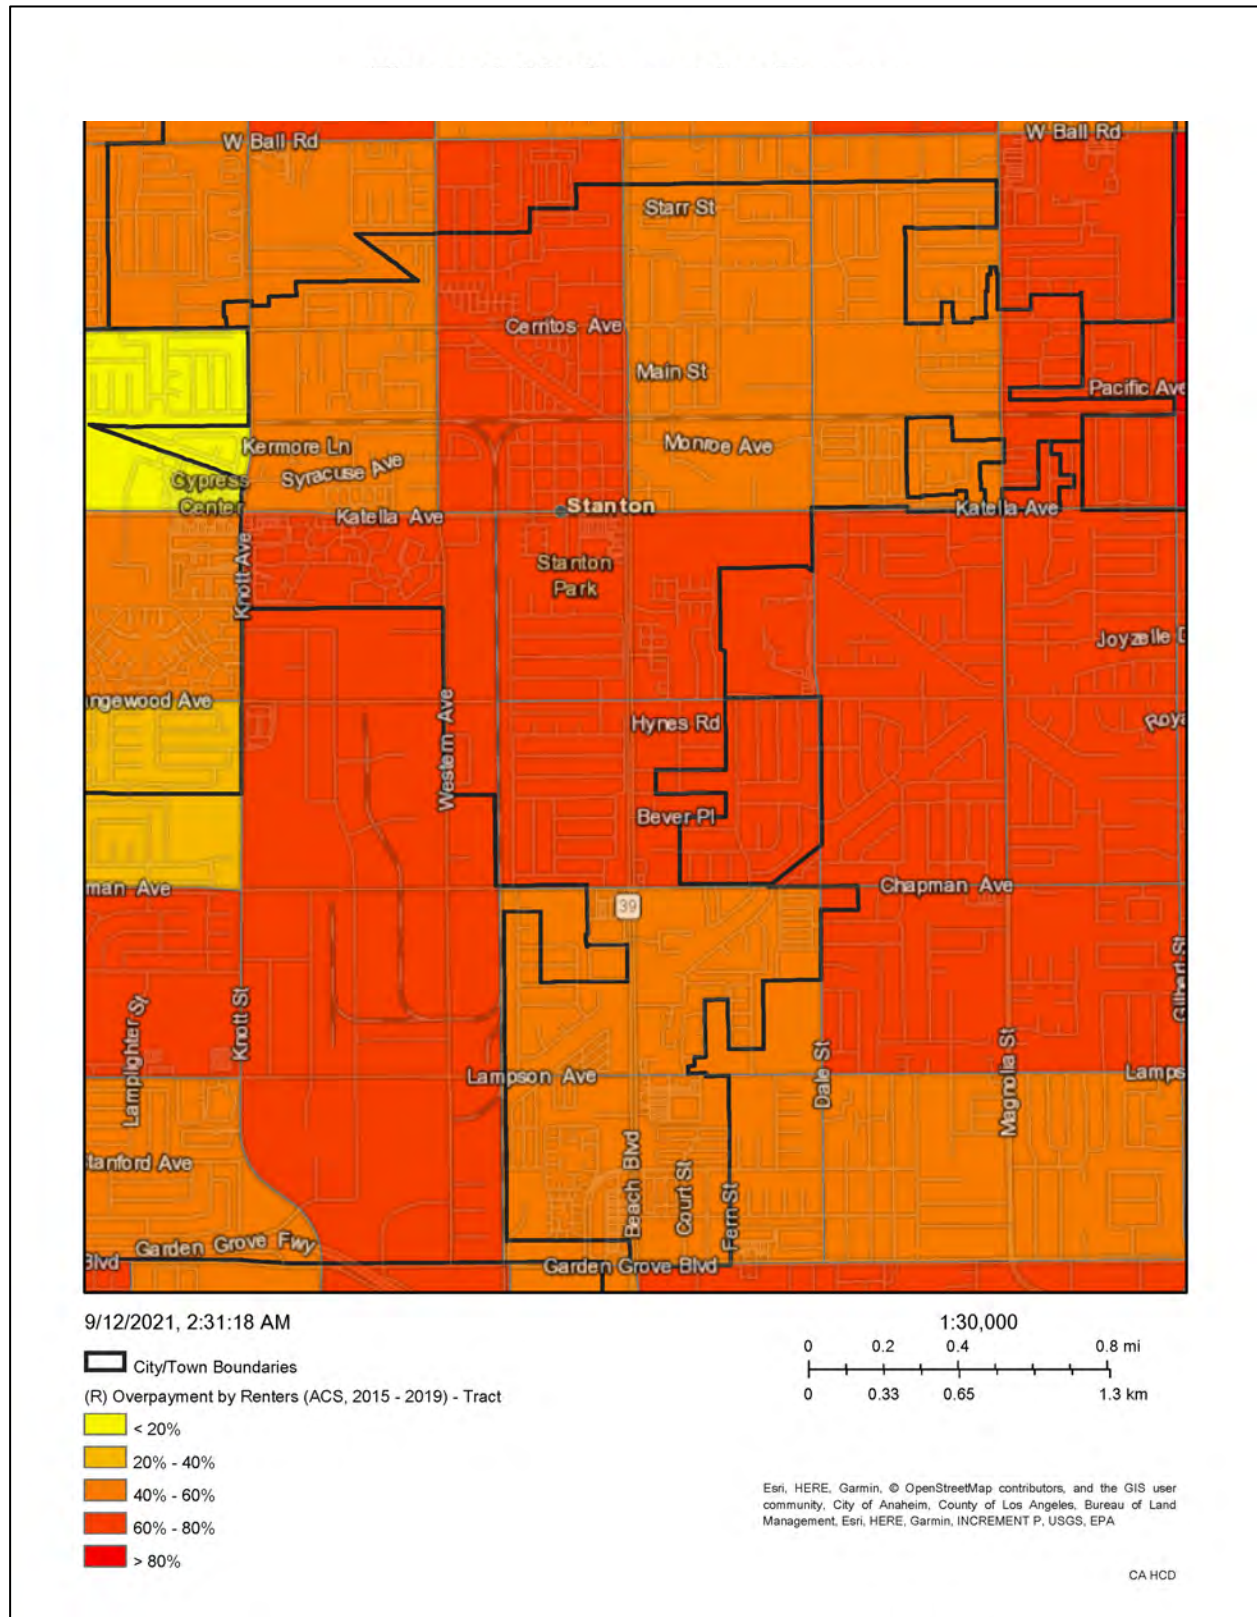 W Ball Rd
W Ball Rd
Starr St
Cerritos Ave
Main St
Pacific Ave
Kermore Ln
Monroe Ave
Syracuse Ave
Cypress
Center
Katella Ave
Stanton
Katella Ave
Stanton
Park
Knott Ave
Joyzelle D
ngewood Ave
Western Ave
Hynes Rd
Roya
Bever Pl
man Ave
Chapman Ave
39
Gilbert St
Lamplighter St
Knott St
Lampson Ave
Dale St
Magnolia St
Lamps
Stanford Ave
Beach Blvd
Court St
Fern St
Garden Grove Fwy
Blvd
Garden Grove Blvd
9/12/2021, 2:31:18 AM
1:30,000
0 0.2 0.4 0.8 mi
0 0.33 0.65 1.3 km
City/Town Boundaries
(R) Overpayment by Renters (ACS, 2015 - 2019) - Tract
< 20%
20% - 40%
40% - 60%
60% - 80%
> 80%
Esri, HERE, Garmin, © OpenStreetMap contributors, and the GIS user
community, City of Anaheim, County of Los Angeles, Bureau of Land
Management, Esri, HERE, Garmin, INCREMENT P, USGS, EPA
CA HCD